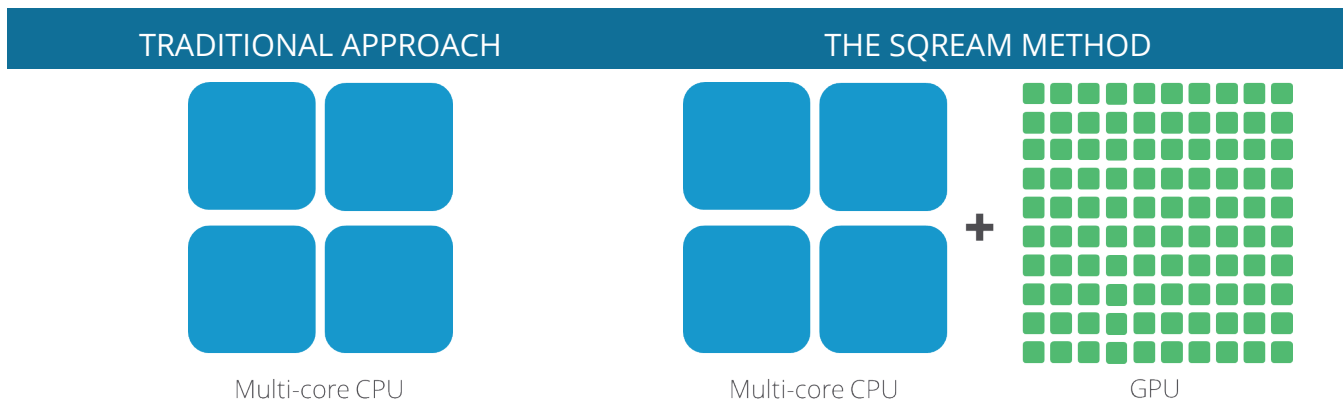 TRADITIONAL APPROACH
THE SQREAM METHOD
+
Multi-core CPU
Multi-core CPU
GPU